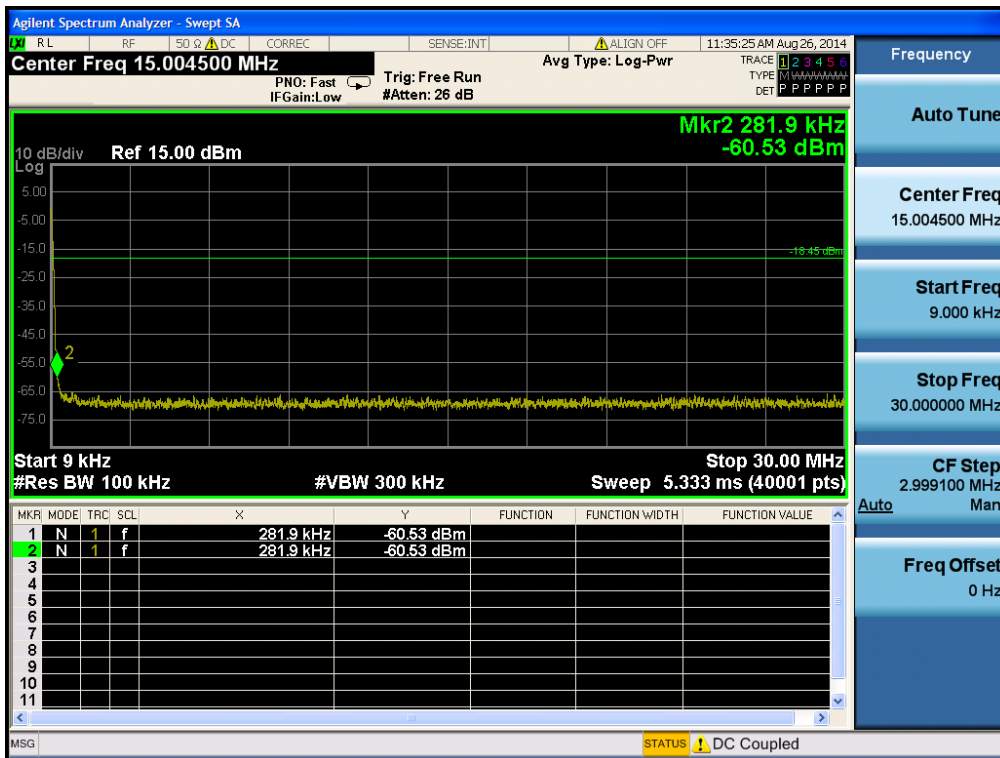 Agilent Spectrum Analyzer - Swept SA
LXI RL RF 50 Ω DC CORREC SENSE:INT ALIGN OFF 11:35:25 AM Aug 26, 2014
Center Freq 15.004500 MHz
PNO: Fast
IFGain:Low
Trig: Free Run
#Atten: 26 dB
Avg Type: Log-Pwr
TRACE 1 2 3 4 5 6
TYPE M
DET P P P P P P
Mkr2 281.9 kHz
-60.53 dBm
10 dB/div Ref 15.00 dBm
Log
5.00
-5.00
-15.0
-18.45 dBm
-25.0
-35.0
-45.0
2
-55.0
-65.0
-75.0
Start 9 kHz Stop 30.00 MHz
#Res BW 100 kHz #VBW 300 kHz Sweep 5.333 ms (40001 pts)
MKR MODE TRC SCL X Y FUNCTION FUNCTION WIDTH FUNCTION VALUE
1 N 1 f 281.9 kHz -60.53 dBm
2 N 1 f 281.9 kHz -60.53 dBm
3
4
5
6
7
8
9
10
11
MSG STATUS DC Coupled
Frequency
Auto Tune
Center Freq
15.004500 MHz
Start Freq
9.000 kHz
Stop Freq
30.000000 MHz
CF Step
2.999100 MHz
Auto Man
Freq Offset
0 Hz